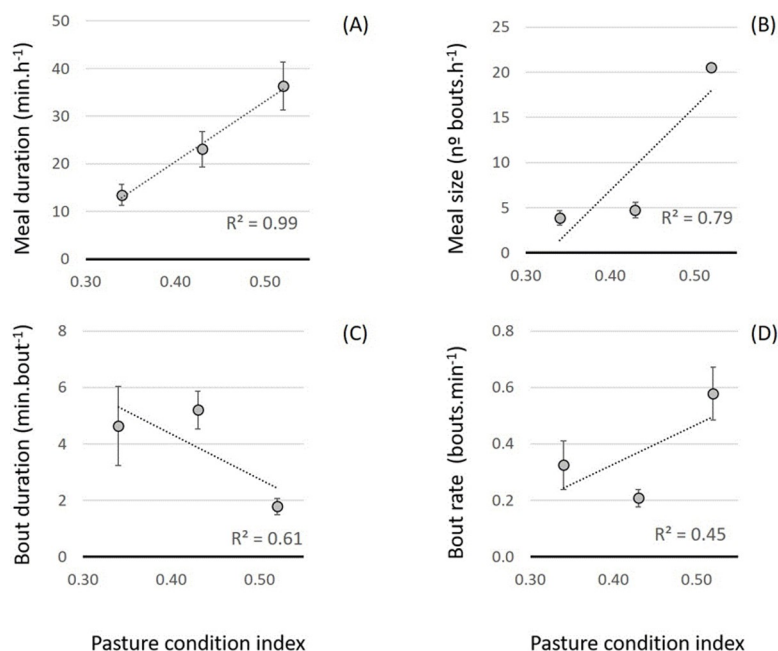 (A)
Meal duration (min.h⁻¹)
50
40
30
20
10
0
R² = 0.99
0.30 0.40 0.50
(B)
Meal size (nº bouts.h⁻¹)
25
20
15
10
5
0
R² = 0.79
0.30 0.40 0.50
(C)
Bout duration (min.bout⁻¹)
8
6
4
2
0
R² = 0.61
0.30 0.40 0.50
Pasture condition index
(D)
Bout rate (bouts.min⁻¹)
0.8
0.6
0.4
0.2
0.0
R² = 0.45
0.30 0.40 0.50
Pasture condition index